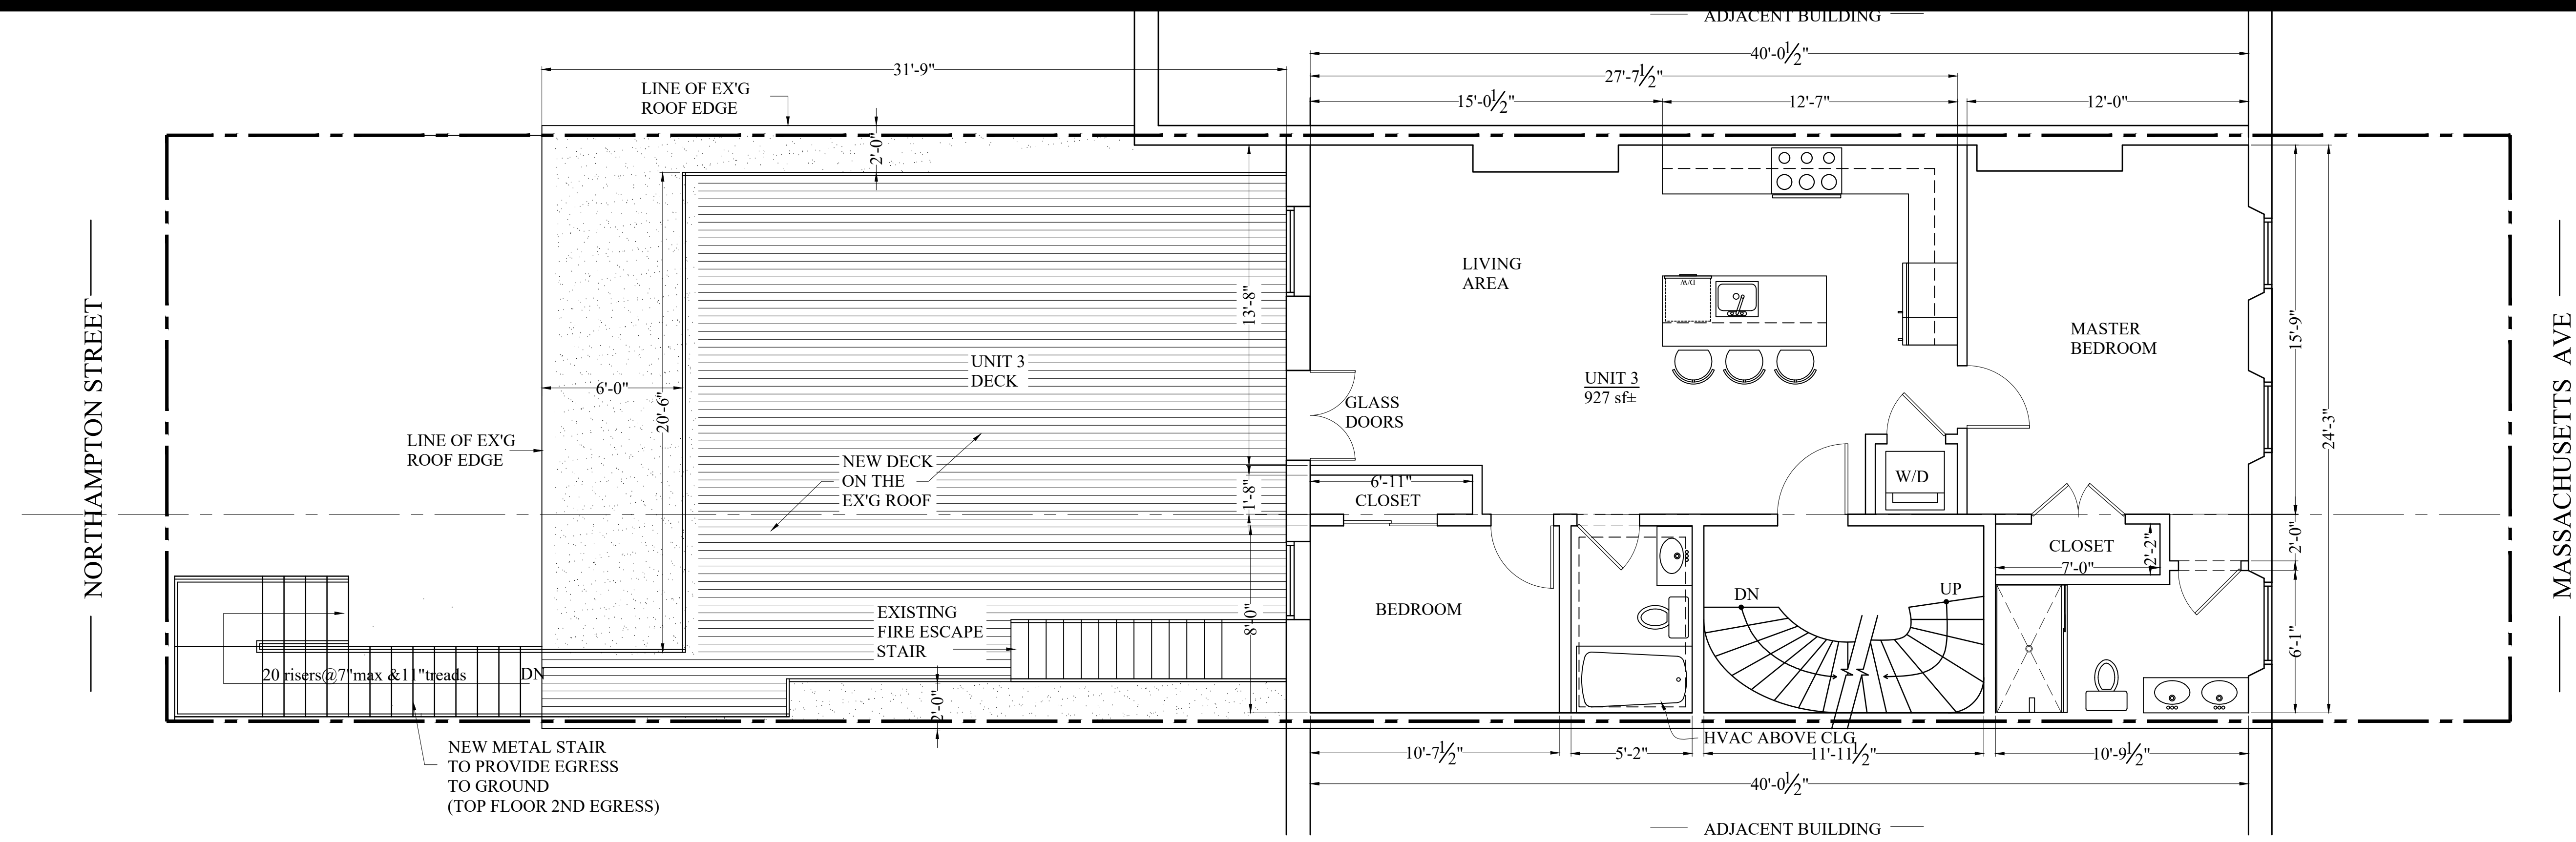 ADJACENT BUILDING
40'-0½"
31'-9"
27'-7½"
LINE OF EX'G
ROOF EDGE
15'-0½"
12'-7"
12'-0"
2'-0"
NORTHAMPTON STREET
MASSACHUSETTS AVE
LIVING
AREA
W/D
13'-8"
15'-9"
MASTER
BEDROOM
UNIT 3
DECK
6'-0"
20'-6"
UNIT 3
927 sf±
GLASS
DOORS
24'-3"
LINE OF EX'G
ROOF EDGE
NEW DECK
ON THE
EX'G ROOF
1'-8"
6'-11"
CLOSET
W/D
CLOSET
7'-0"
2'-2"
2'-0"
EXISTING
FIRE ESCAPE
STAIR
8'-0"
BEDROOM
DN
UP
6'-1"
20 risers@7"max &11"treads
DN
2'-0"
NEW METAL STAIR
TO PROVIDE EGRESS
TO GROUND
(TOP FLOOR 2ND EGRESS)
HVAC ABOVE CLG
10'-7½"
5'-2"
11'-11½"
10'-9½"
40'-0½"
ADJACENT BUILDING